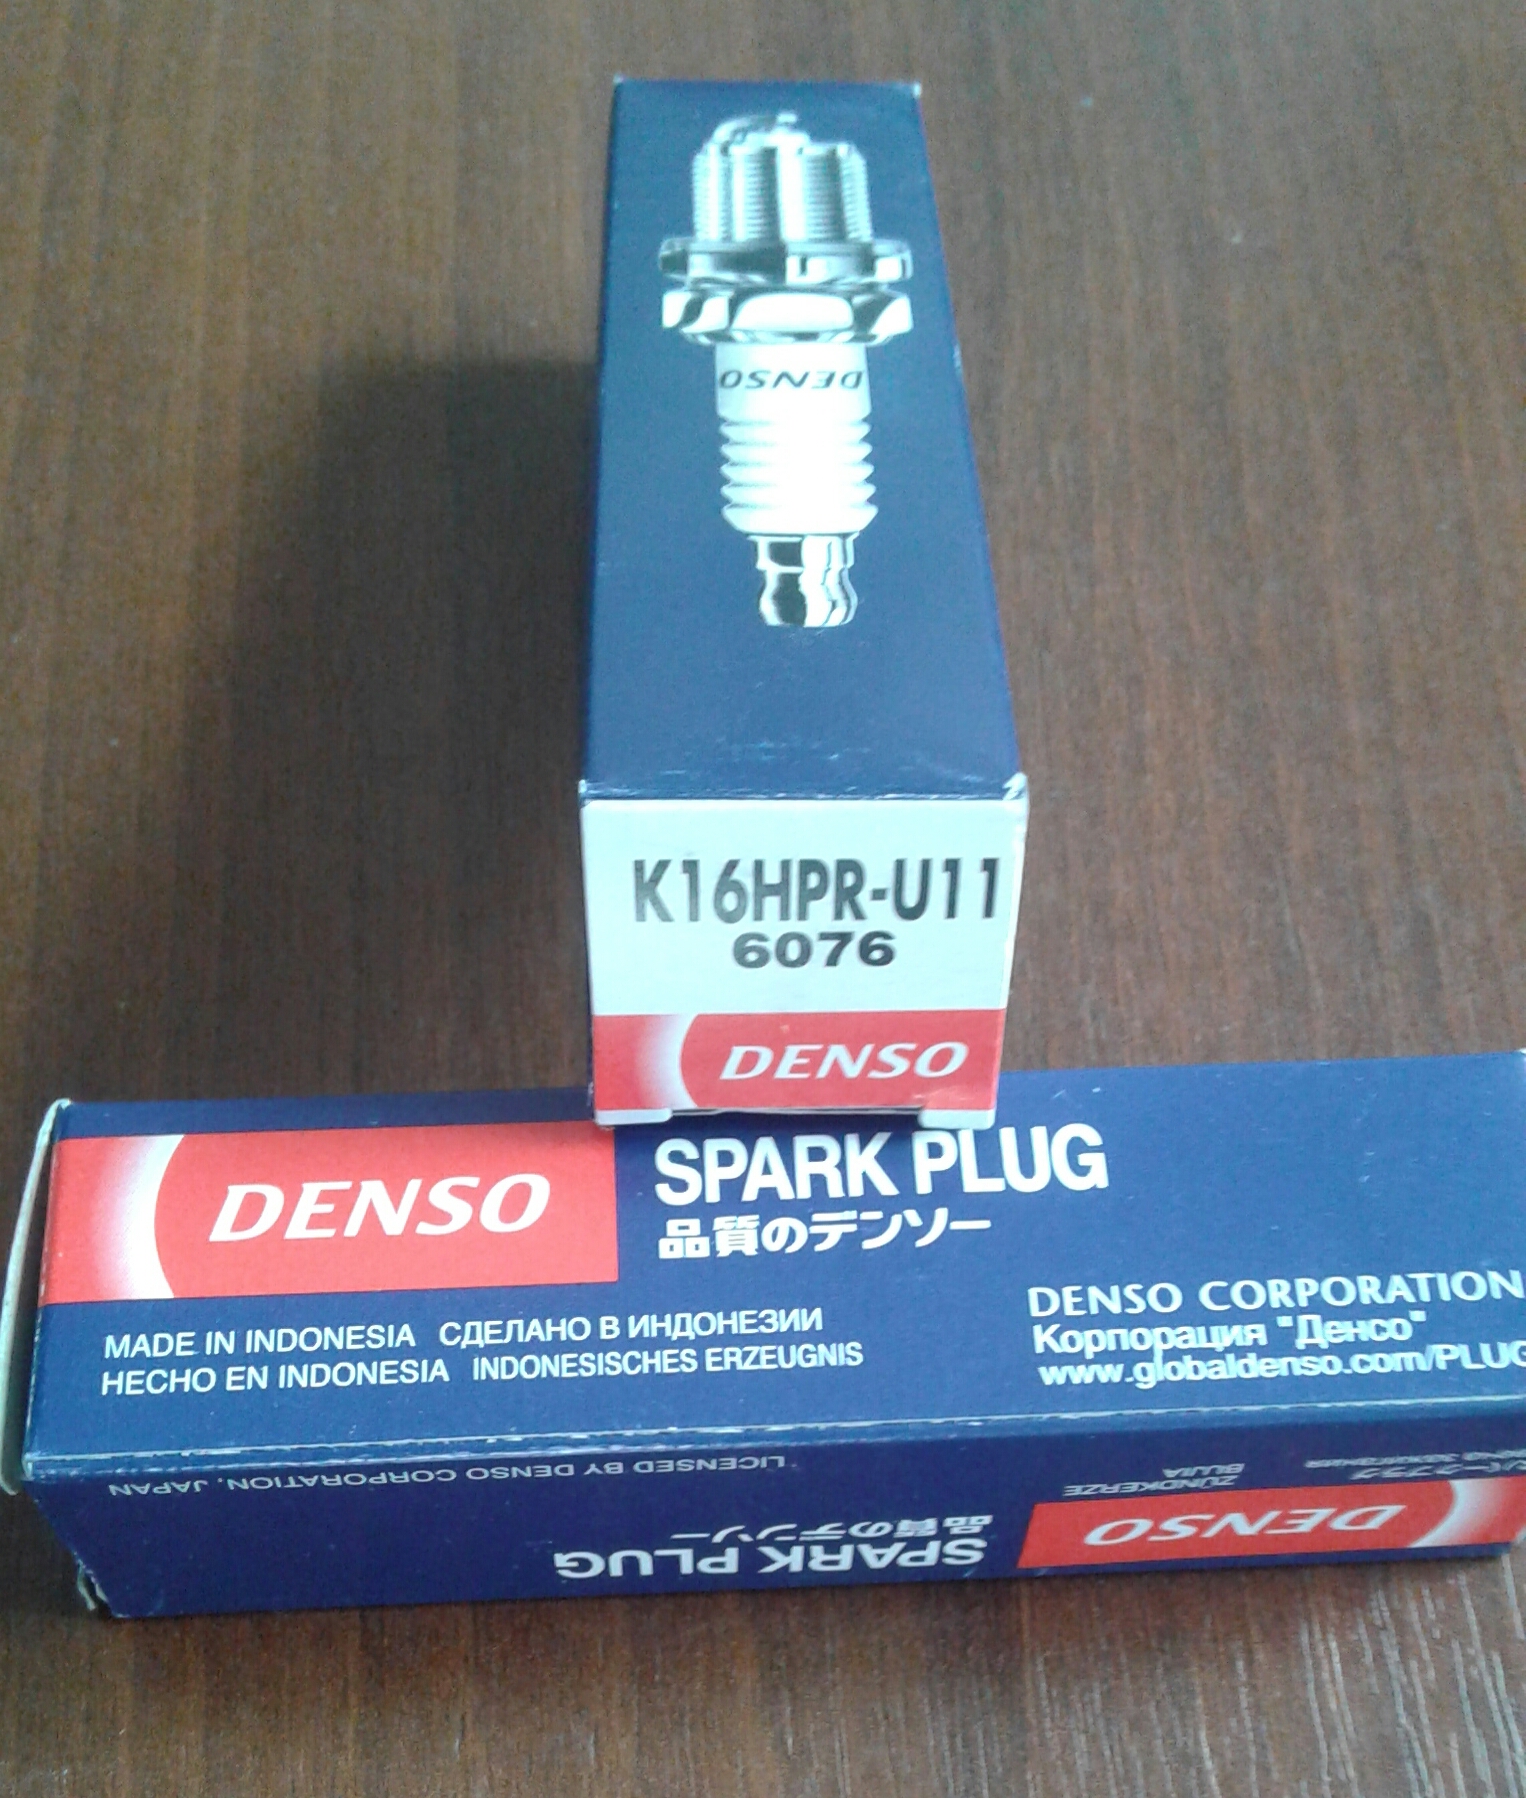 DENSO
K16HPR-U11
6076
DENSO
DENSO
SPARK PLUG
品質のデンソー
MADE IN INDONESIA СДЕЛАНО В ИНДОНЕЗИИ
HECHO EN INDONESIA INDONESISCHES ERZEUGNIS
DENSO CORPORATION
Корпорация "Денсо"
www.globaldenso.com/PLUG
LICENSED BY DENSO CORPORATION, JAPAN
DENSO
SPARK PLUG
品質のデンソー
ZÜNDKERZE
BUJIA